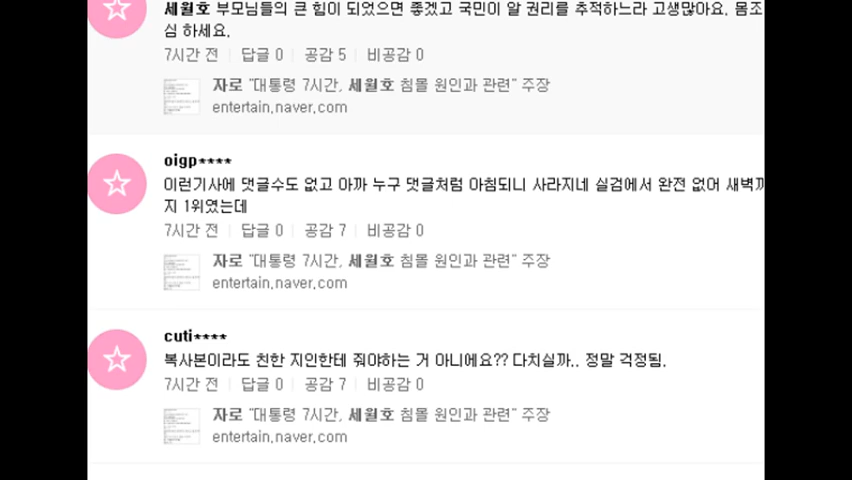 세월호 부모님들의 큰 힘이 되었으면 좋겠고 국민이 알 권리를 추적하느라 고생많아요. 몸조
심 하세요.
7시간 전 답글 0 공감 5 비공감 0
자로 "대통령 7시간, 세월호 침몰 원인과 관련" 주장
entertain.naver.com
oigp****
이런기사에 댓글수도 없고 아까 누구 댓글처럼 아침되니 사라지네 실검에서 완전 없어 새벽까
지 1위였는데
7시간 전 답글 0 공감 7 비공감 0
자로 "대통령 7시간, 세월호 침몰 원인과 관련" 주장
entertain.naver.com
cuti****
복사본이라도 친한 지인한테 줘야하는 거 아니에요?? 다치실까.. 정말 걱정됨.
7시간 전 답글 0 공감 7 비공감 0
자로 "대통령 7시간, 세월호 침몰 원인과 관련" 주장
entertain.naver.com